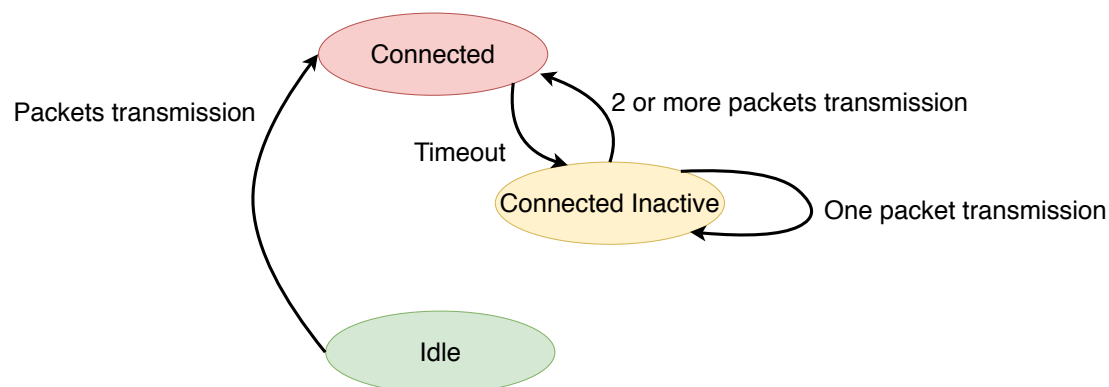 Connected
Packets transmission
2 or more packets transmission
Timeout
Connected Inactive
One packet transmission
Idle